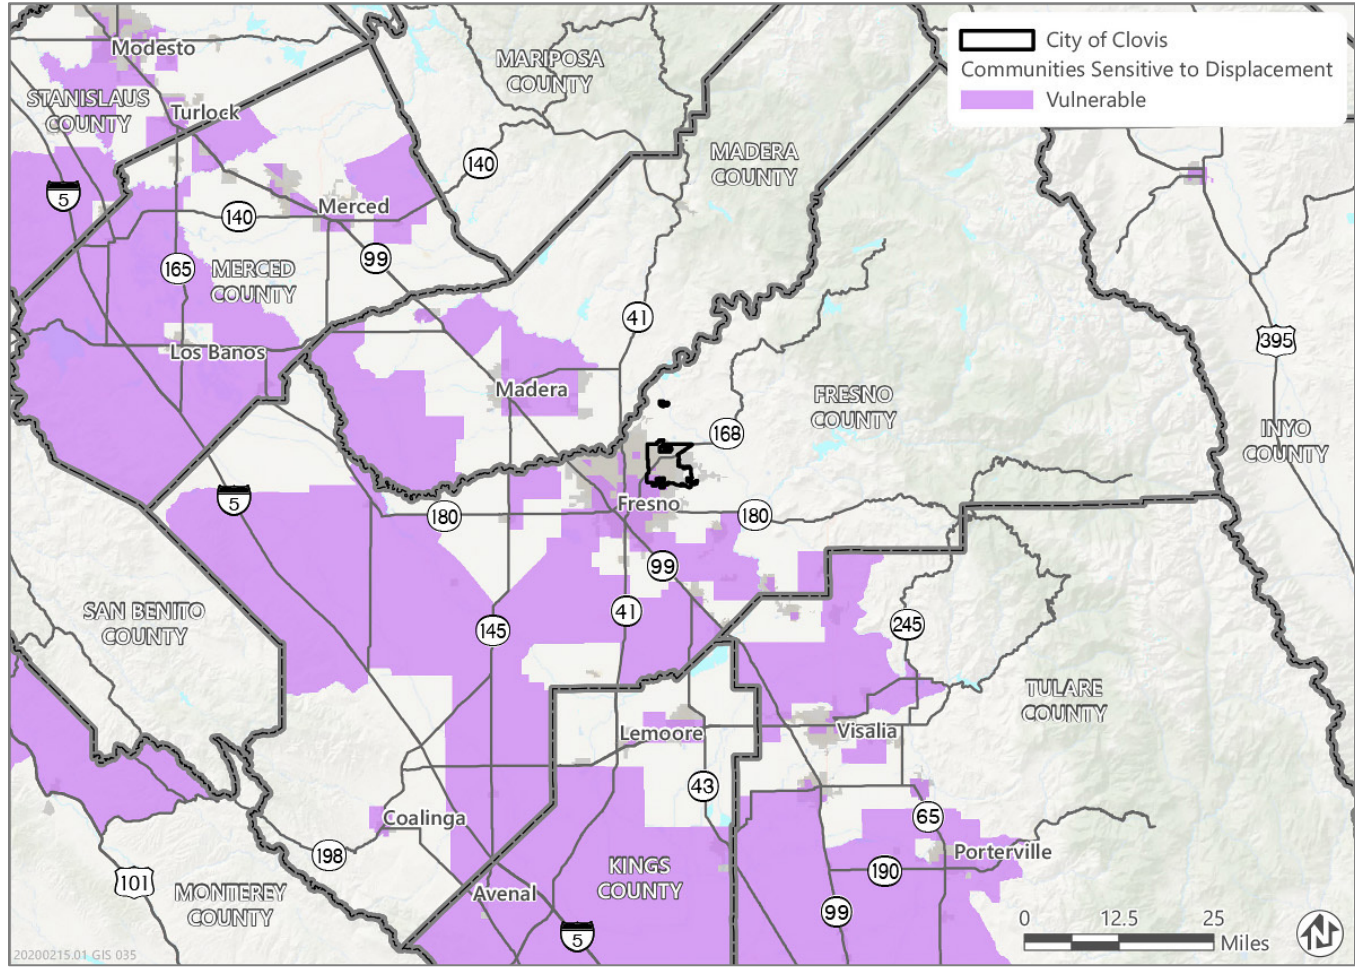 City of Clovis
Communities Sensitive to Displacement
Vulnerable
Modesto
MARIPOSA
COUNTY
STANISLAUS
COUNTY
Turlock
140
MADERA
COUNTY
5
Merced
140
99
165
MERCED
COUNTY
41
395
Los Banos
Madera
FRESNO
COUNTY
168
INYO
COUNTY
5
Fresno
180
180
99
SAN BENITO
COUNTY
41
145
245
TULARE
COUNTY
Lemoore
Visalia
43
Coalinga
65
198
Porterville
KINGS
COUNTY
190
101
MONTEREY
COUNTY
Avenal
99
5
0 12.5 25
Miles
N
20200215.01 GIS 035